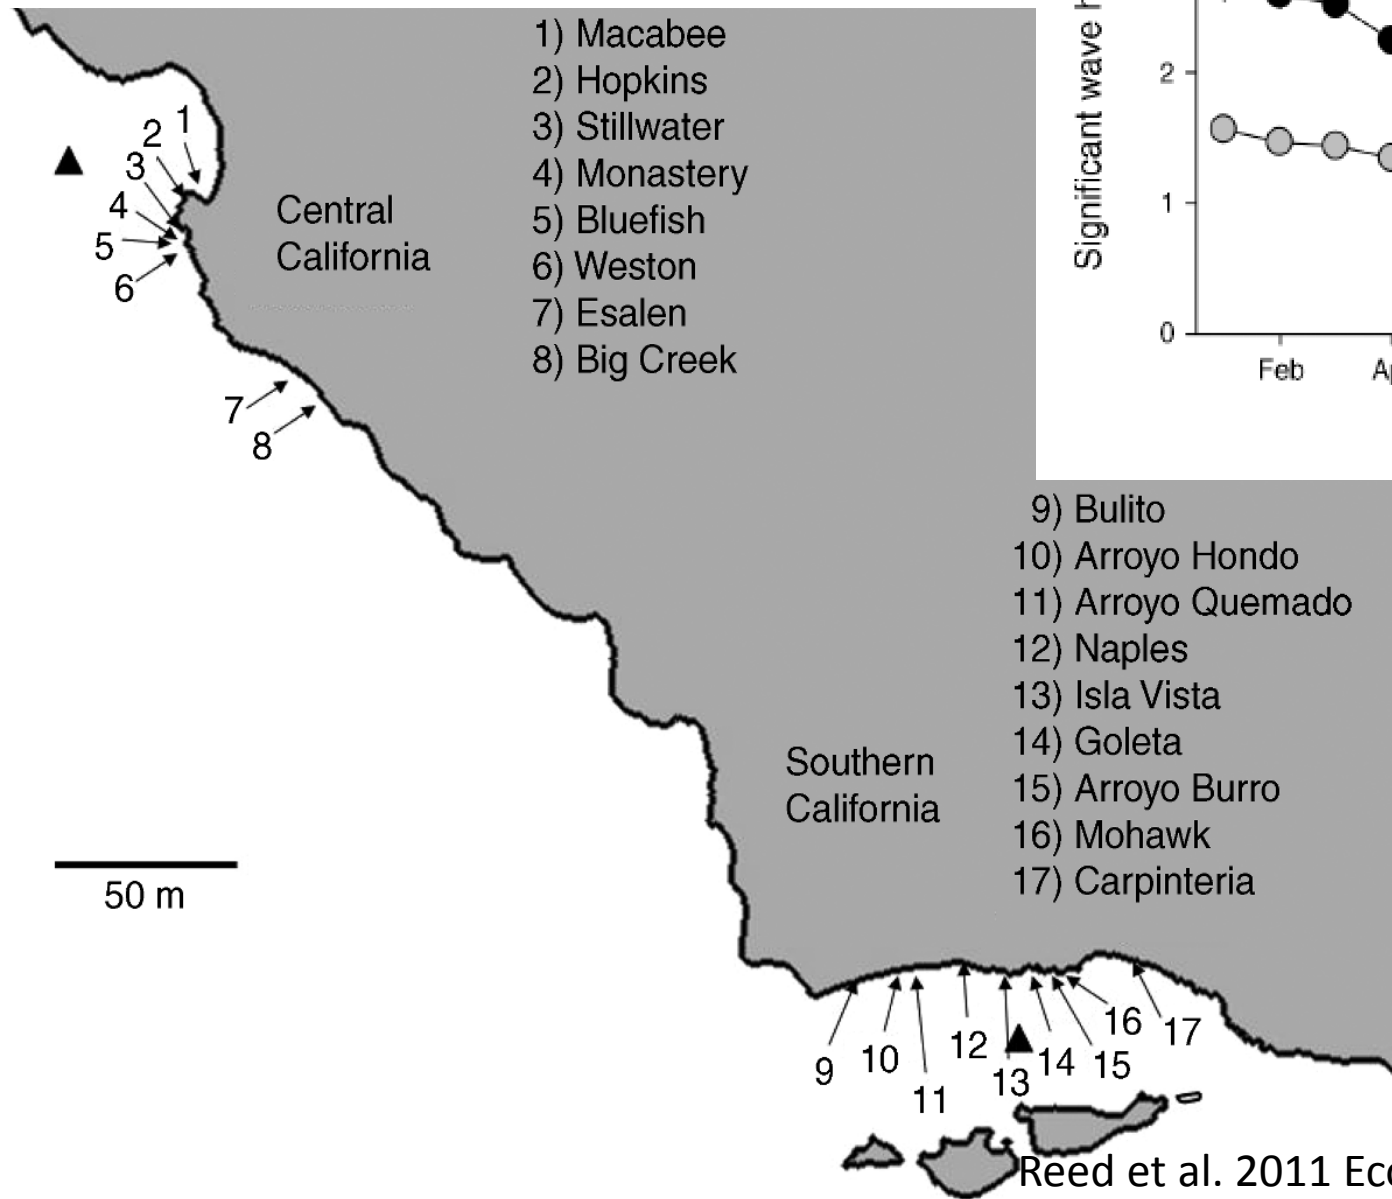 1) Macabee
2) Hopkins
3) Stillwater
4) Monastery
5) Bluefish
6) Weston
7) Esalen
8) Big Creek
Central
California
1
2
3
4
5
6
7
8
Significant wave
2
1
0
Feb
9) Bulito
10) Arroyo Hondo
11) Arroyo Quemado
12) Naples
13) Isla Vista
14) Goleta
15) Arroyo Burro
16) Mohawk
17) Carpinteria
Southern
California
50 m
9
10
11
12
13
14
15
16
17
Reed et al. 2011